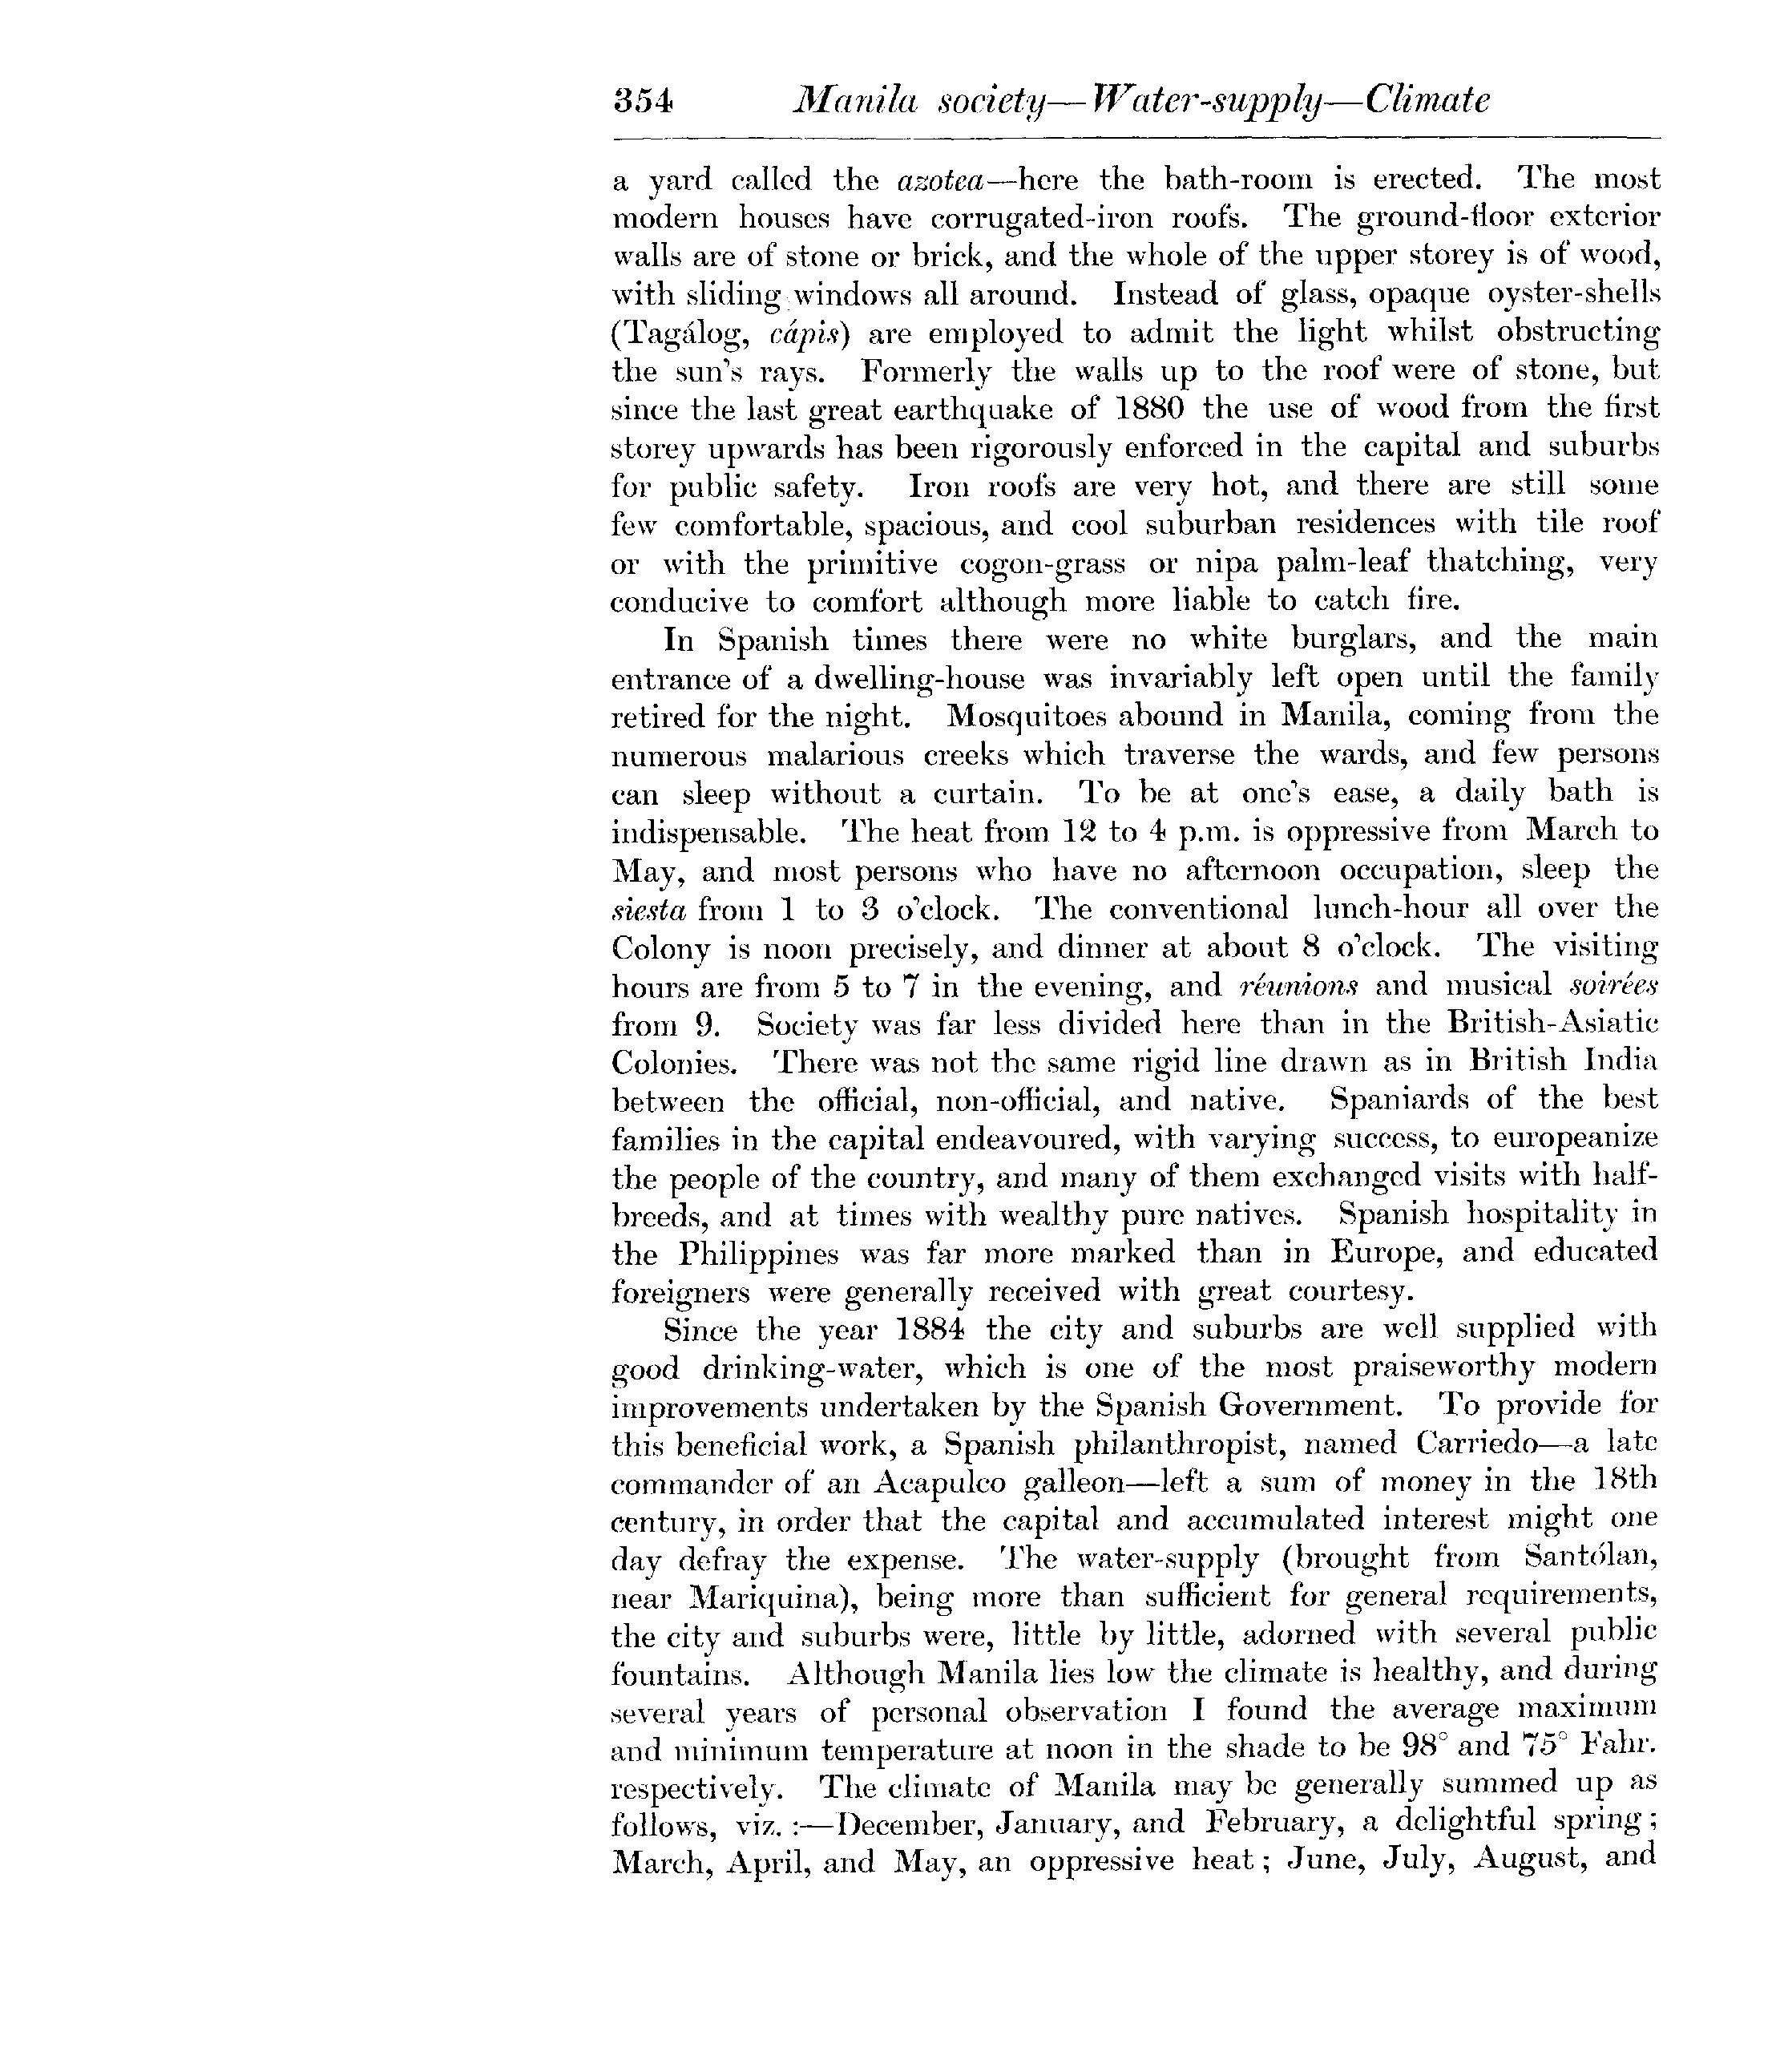 354 Manila society—Water-supply—Climate
a yard called the azotea—here the bath-room is erected. The most
modern houses have corrugated-iron roofs. The ground-floor exterior
walls are of stone or brick, and the whole of the upper storey is of wood,
with sliding windows all around. Instead of glass, opaque oyster-shells
(Tagálog, cápis) are employed to admit the light whilst obstructing
the sun's rays. Formerly the walls up to the roof were of stone, but
since the last great earthquake of 1880 the use of wood from the first
storey upwards has been rigorously enforced in the capital and suburbs
for public safety. Iron roofs are very hot, and there are still some
few comfortable, spacious, and cool suburban residences with tile roof
or with the primitive cogon-grass or nipa palm-leaf thatching, very
conducive to comfort although more liable to catch fire.
In Spanish times there were no white burglars, and the main
entrance of a dwelling-house was invariably left open until the family
retired for the night. Mosquitoes abound in Manila, coming from the
numerous malarious creeks which traverse the wards, and few persons
can sleep without a curtain. To be at one's ease, a daily bath is
indispensable. The heat from 12 to 4 p.m. is oppressive from March to
May, and most persons who have no afternoon occupation, sleep the
siesta from 1 to 3 o'clock. The conventional lunch-hour all over the
Colony is noon precisely, and dinner at about 8 o'clock. The visiting
hours are from 5 to 7 in the evening, and réunions and musical soirées
from 9. Society was far less divided here than in the British-Asiatic
Colonies. There was not the same rigid line drawn as in British India
between the official, non-official, and native. Spaniards of the best
families in the capital endeavoured, with varying success, to europeanize
the people of the country, and many of them exchanged visits with half-
breeds, and at times with wealthy pure natives. Spanish hospitality in
the Philippines was far more marked than in Europe, and educated
foreigners were generally received with great courtesy.
Since the year 1884 the city and suburbs are well supplied with
good drinking-water, which is one of the most praiseworthy modern
improvements undertaken by the Spanish Government. To provide for
this beneficial work, a Spanish philanthropist, named Carriedo—a late
commander of an Acapulco galleon—left a sum of money in the 18th
century, in order that the capital and accumulated interest might one
day defray the expense. The water-supply (brought from Santólan,
near Mariquina), being more than sufficient for general requirements,
the city and suburbs were, little by little, adorned with several public
fountains. Although Manila lies low the climate is healthy, and during
several years of personal observation I found the average maximum
and minimum temperature at noon in the shade to be 98° and 75° Fahr.
respectively. The climate of Manila may be generally summed up as
follows, viz. :—December, January, and February, a delightful spring ;
March, April, and May, an oppressive heat ; June, July, August, and